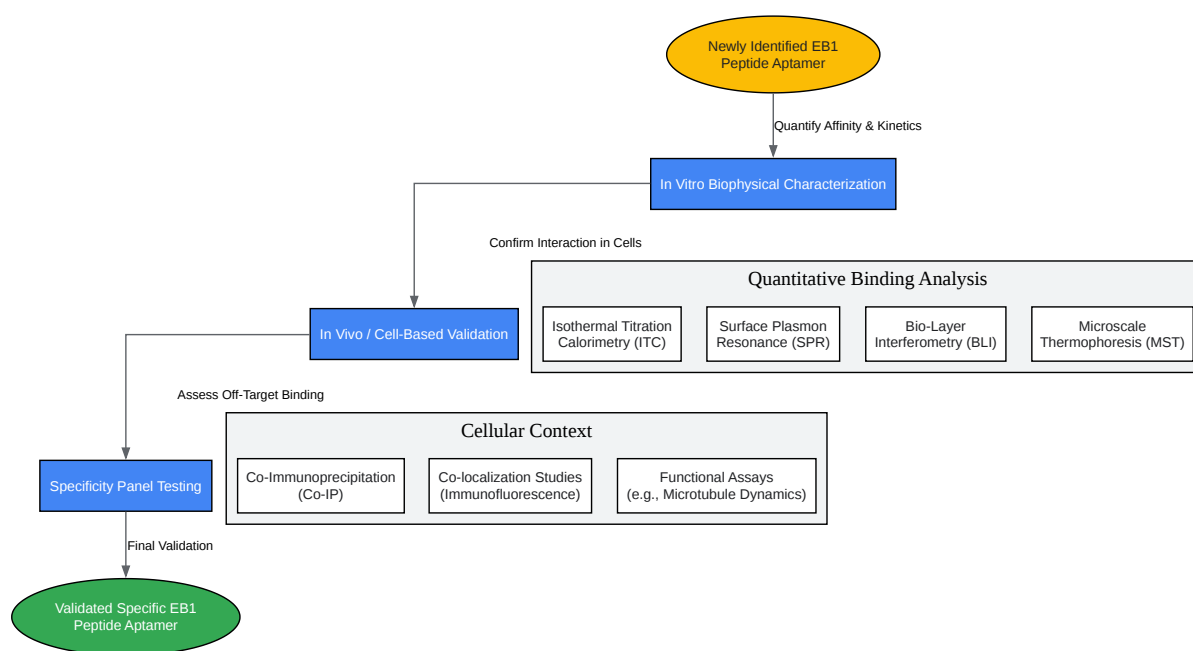 Newly Identified EB1
Peptide Aptamer
Quantify Affinity & Kinetics
In Vitro Biophysical Characterization
Confirm Interaction in Cells
Quantitative Binding Analysis
Isothermal Titration
Calorimetry (ITC)
Surface Plasmon
Resonance (SPR)
Bio-Layer
Interferometry (BLI)
Microscale
Thermophoresis (MST)
In Vivo / Cell-Based Validation
Assess Off-Target Binding
Cellular Context
Co-Immunoprecipitation
(Co-IP)
Co-localization Studies
(Immunofluorescence)
Functional Assays
(e.g., Microtubule Dynamics)
Specificity Panel Testing
Final Validation
Validated Specific EB1
Peptide Aptamer